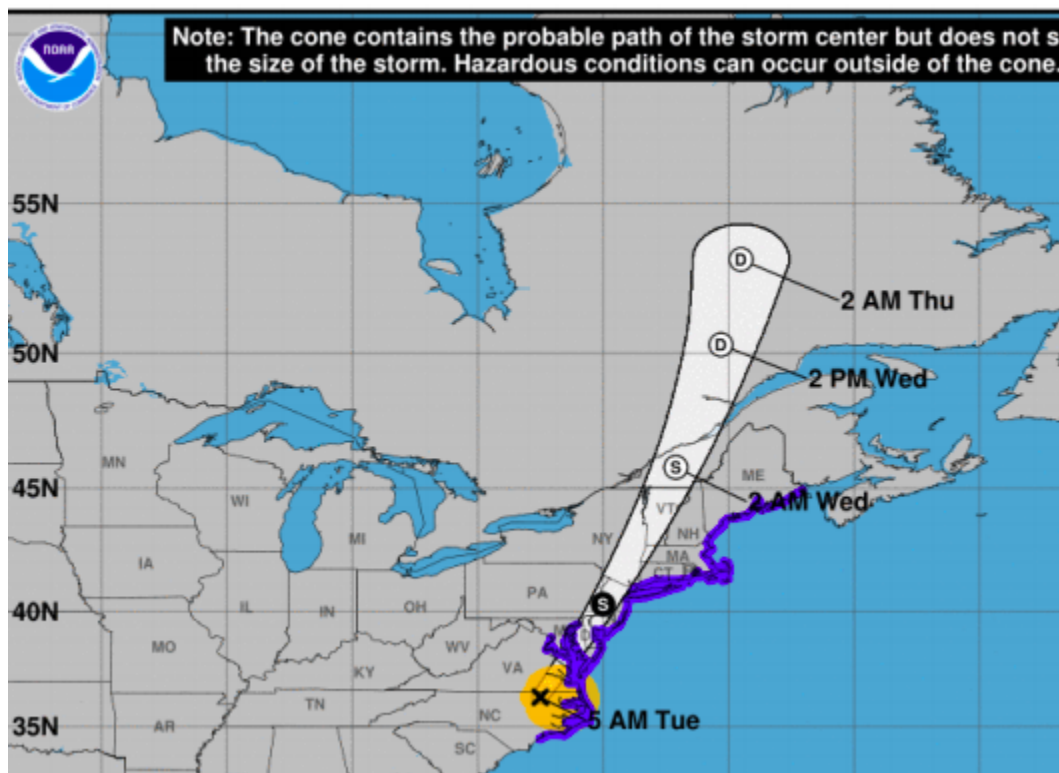 NOAA
Note: The cone contains the probable path of the storm center but does not s
the size of the storm. Hazardous conditions can occur outside of the cone.
55N
D
2 AM Thu
50N
D
2 PM Wed
MN
45N
S
ME
2 AM Wed
WI
VT
MI
NY
NH
MA
CT
IA
PA
40N
S
IL
IN
OH
MO
WV
VA
KY
TN
NC
5 AM Tue
35N
AR
SC